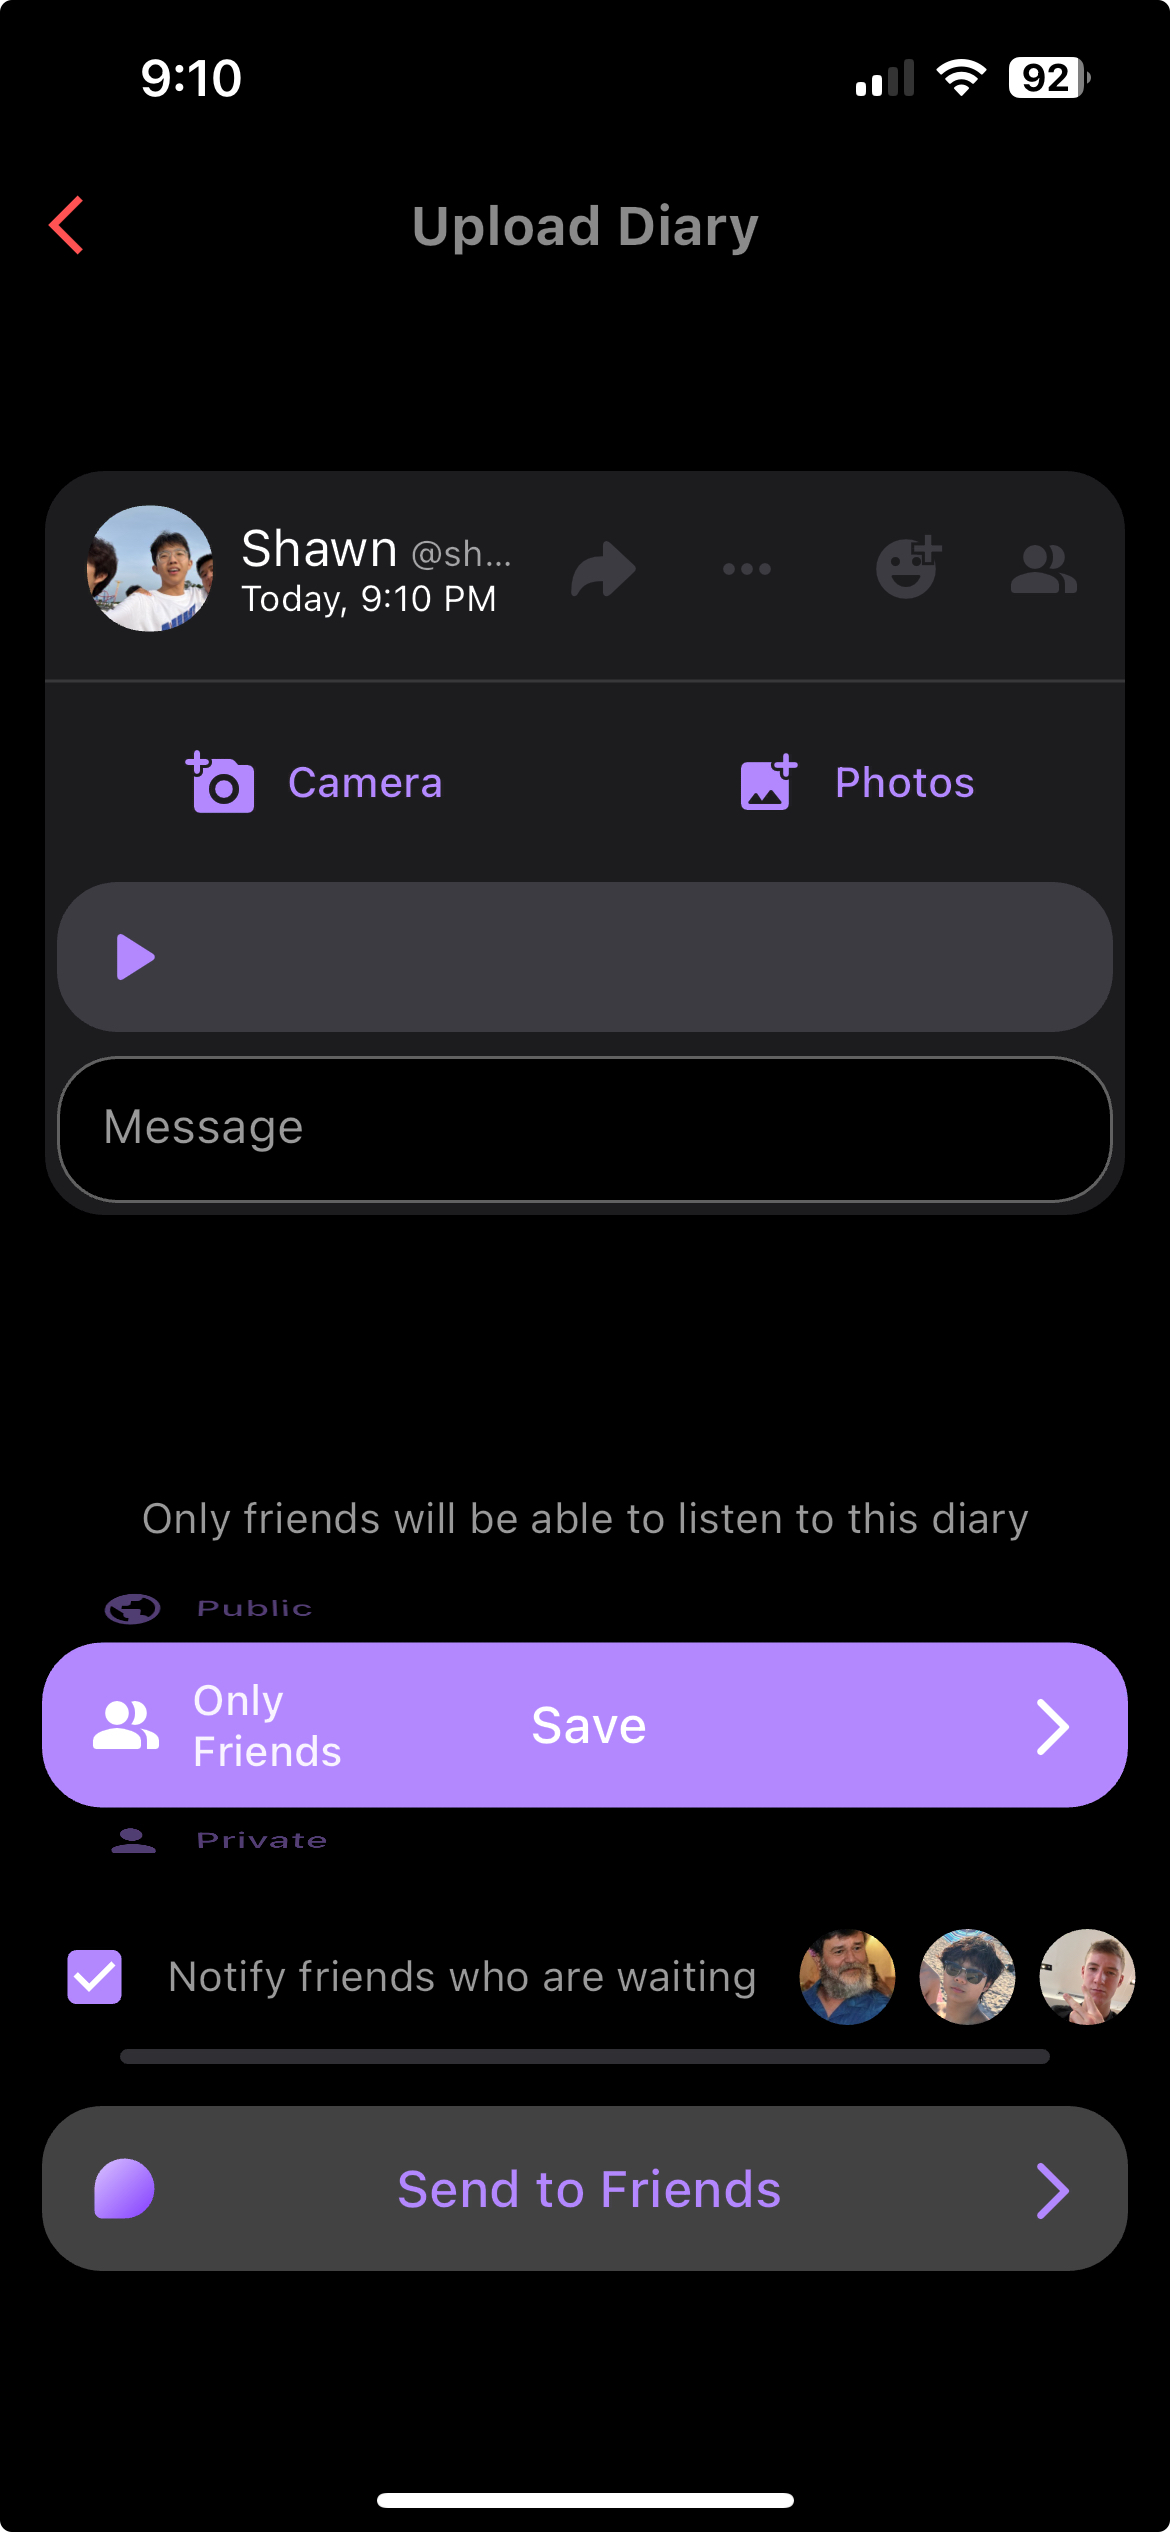 9:10
92
Upload Diary
Shawn @sh...
Today, 9:10 PM
Camera
Photos
Message
Only friends will be able to listen to this diary
Public
Only
Friends
Save
Private
Notify friends who are waiting
Send to Friends